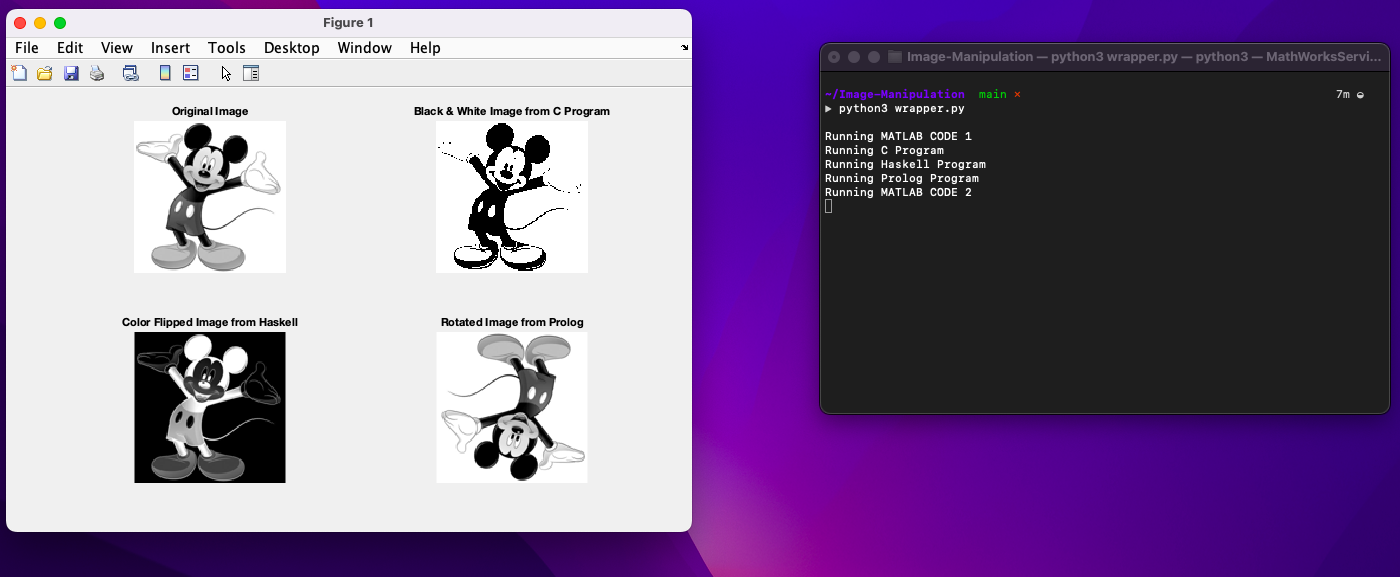 Figure 1
File Edit View Insert Tools Desktop Window Help
Original Image
Black & White Image from C Program
Color Flipped Image from Haskell
Rotated Image from Prolog
Image-Manipulation — python3 wrapper.py — python3 — MathWorksServi...
~/Image-Manipulation main × 7m
▶ python3 wrapper.py
Running MATLAB CODE 1
Running C Program
Running Haskell Program
Running Prolog Program
Running MATLAB CODE 2